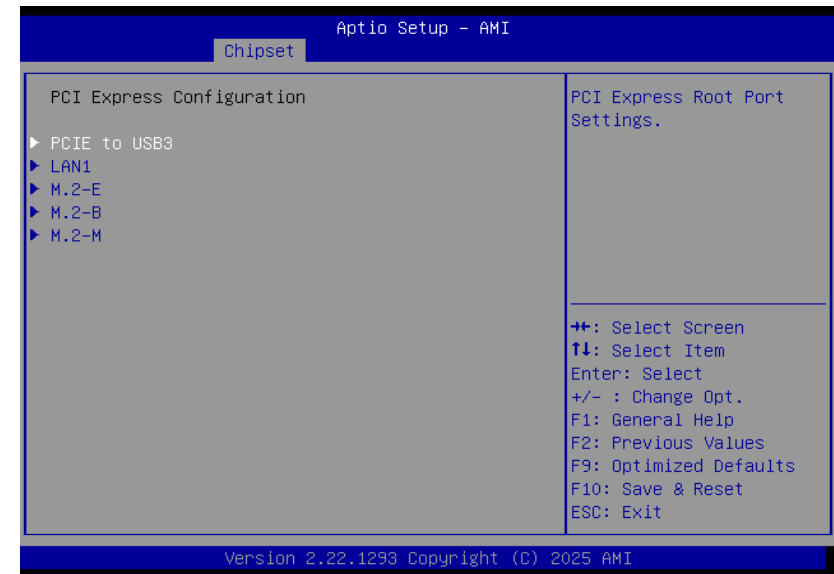 Aptio Setup – AMI
Chipset
PCI Express Configuration
▶ PCIE to USB3
▶ LAN1
▶ M.2–E
▶ M.2–B
▶ M.2–M
PCI Express Root Port
Settings.
→←: Select Screen
↑↓: Select Item
Enter: Select
+/– : Change Opt.
F1: General Help
F2: Previous Values
F9: Optimized Defaults
F10: Save & Reset
ESC: Exit
Version 2.22.1293 Copyright (C) 2025 AMI